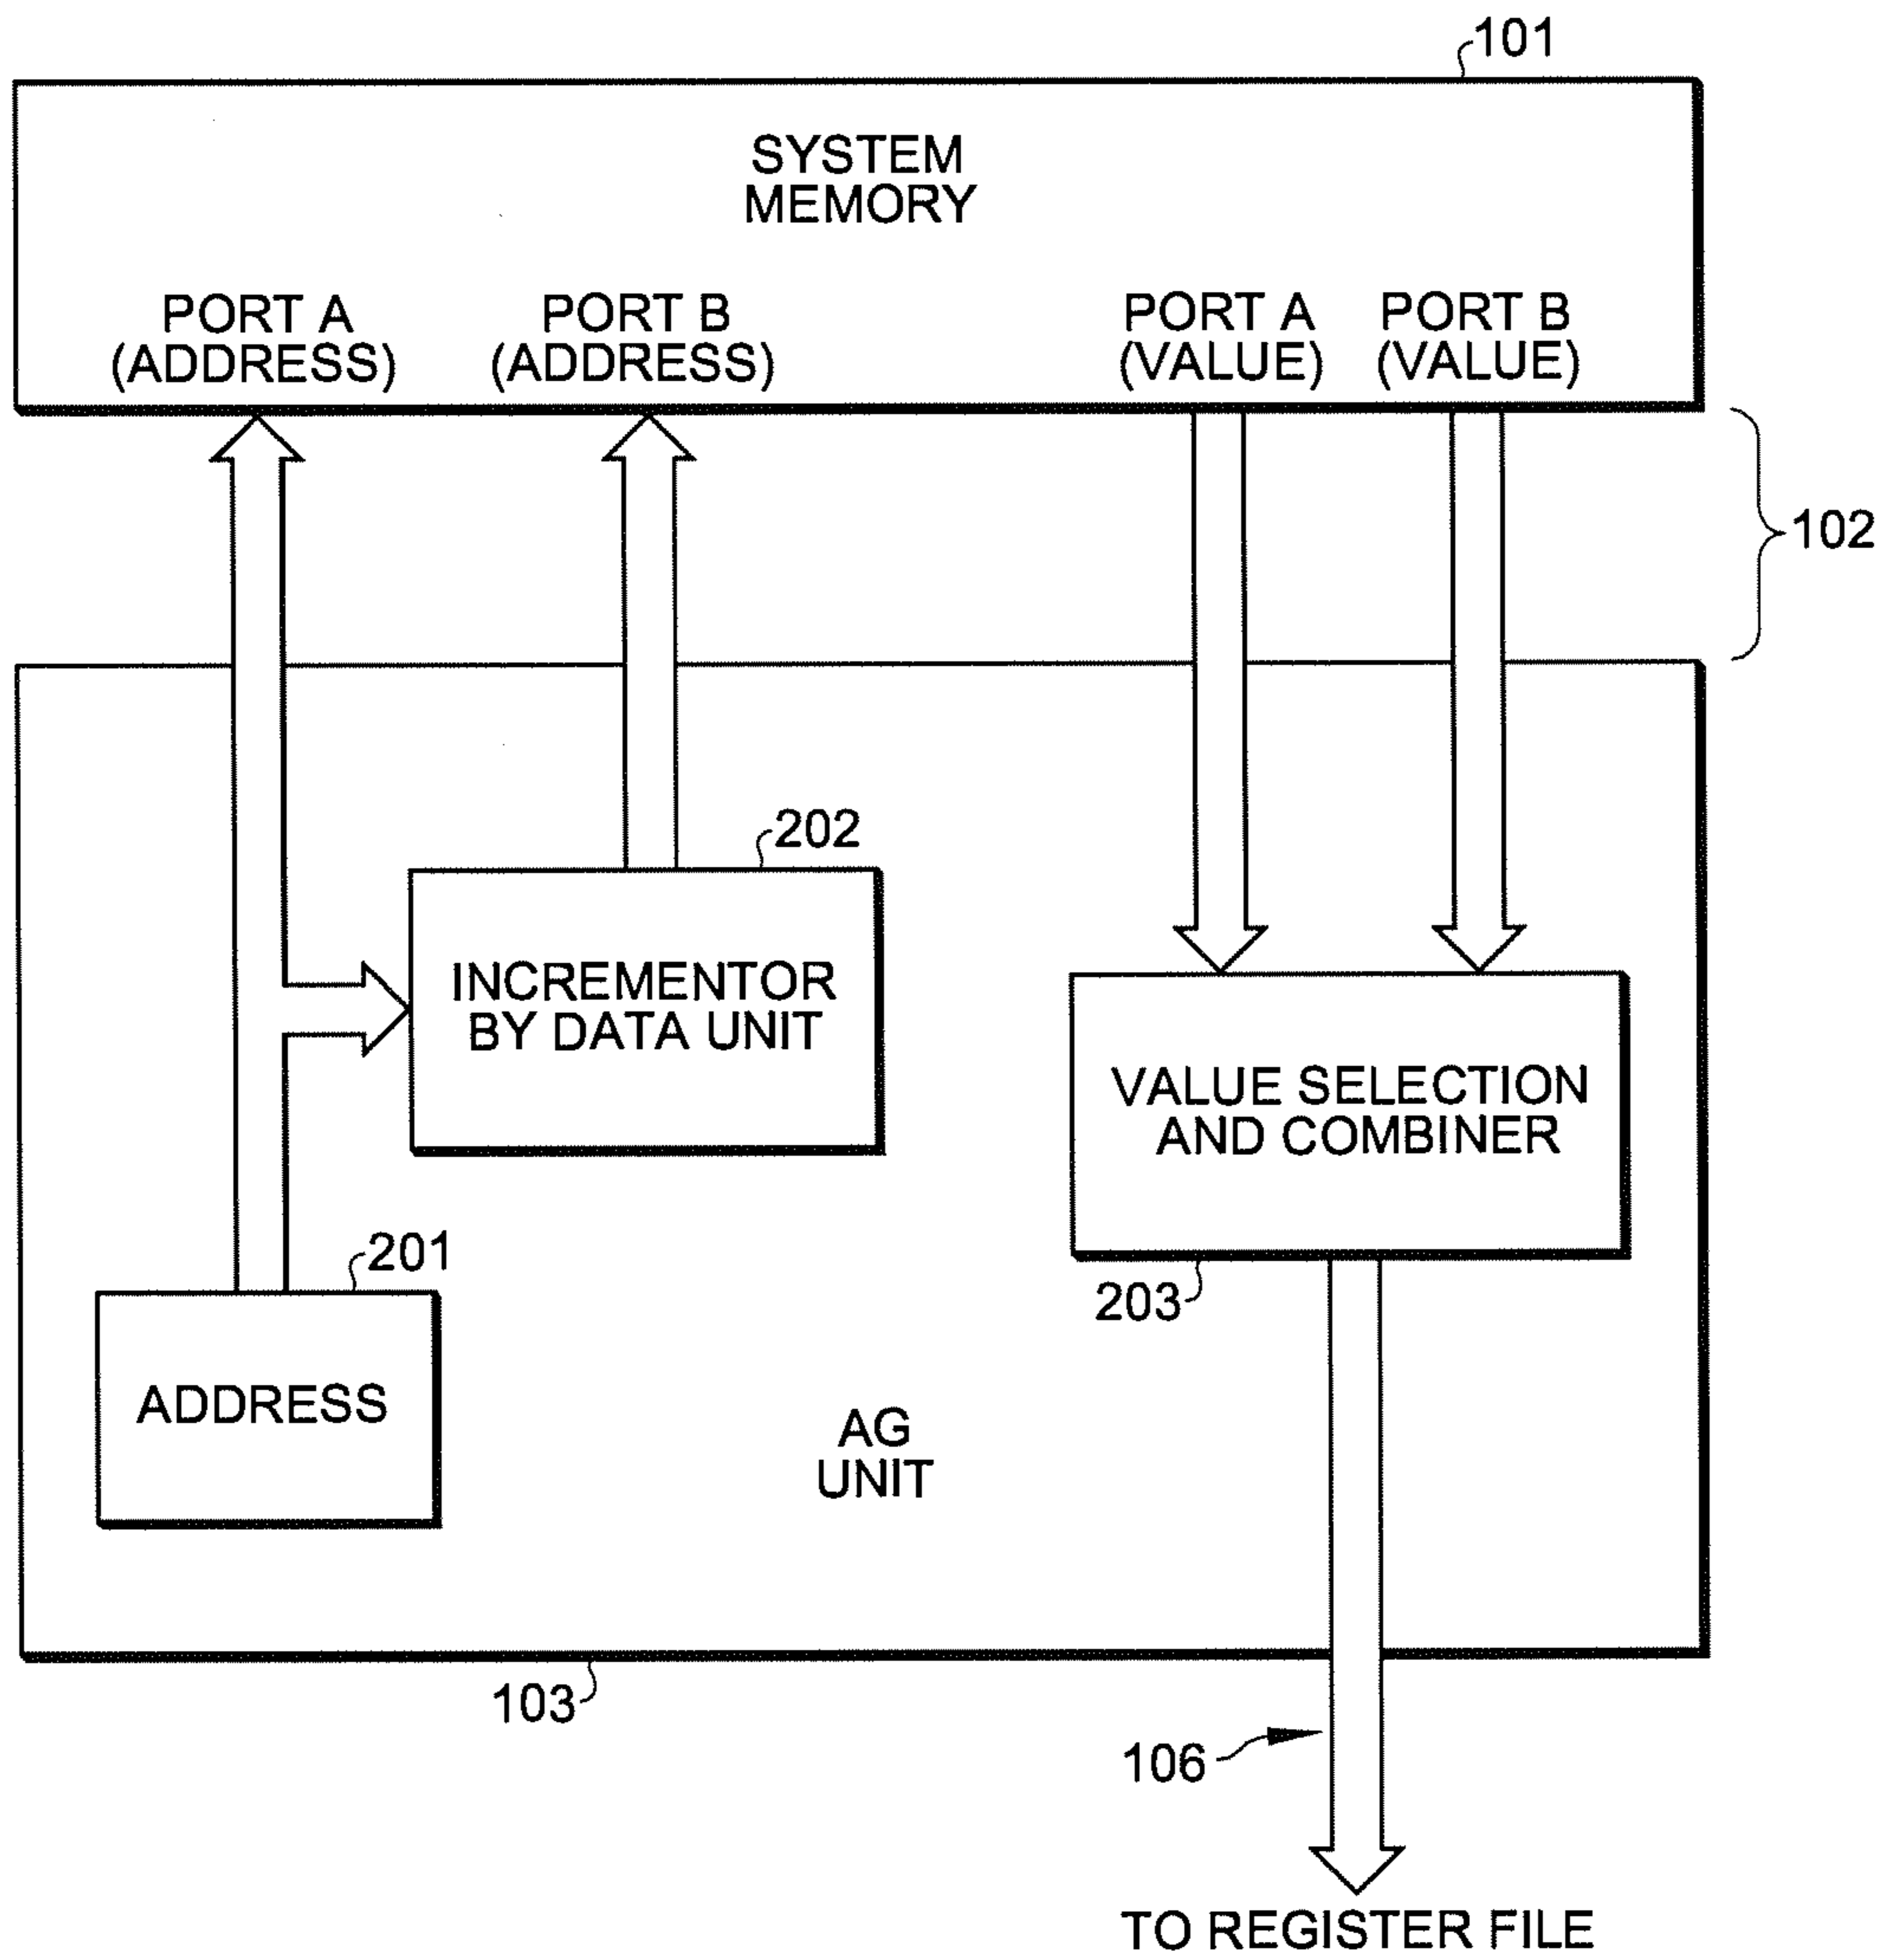 101
SYSTEM
MEMORY
PORT A
(ADDRESS)
PORT B
(ADDRESS)
PORT A
(VALUE)
PORT B
(VALUE)
102
202
INCREMENTOR
BY DATA UNIT
VALUE SELECTION
AND COMBINER
201
203
ADDRESS
AG
UNIT
103
106
TO REGISTER FILE